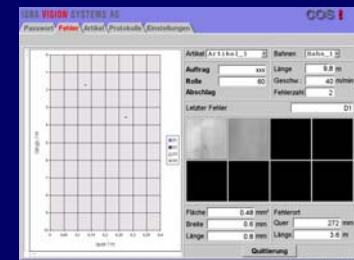 ISRA VISION SYSTEMS AG
COS
Passwort Fehler Artikel Protokolle Einstellungen
Artikel Artikel_1 Bahnen: Bahn_1
Auftrag xxx Länge 9.8 m
Rolle 60 Geschw.: 40 m/min
Abschlag Fehlerzahl 2
Letzter Fehler D1
Fläche 0.48 mm² Fehlerort
Breite 0.6 mm Quer 272 mm
Länge 0.8 mm Längs 3.6 m
Quittierung